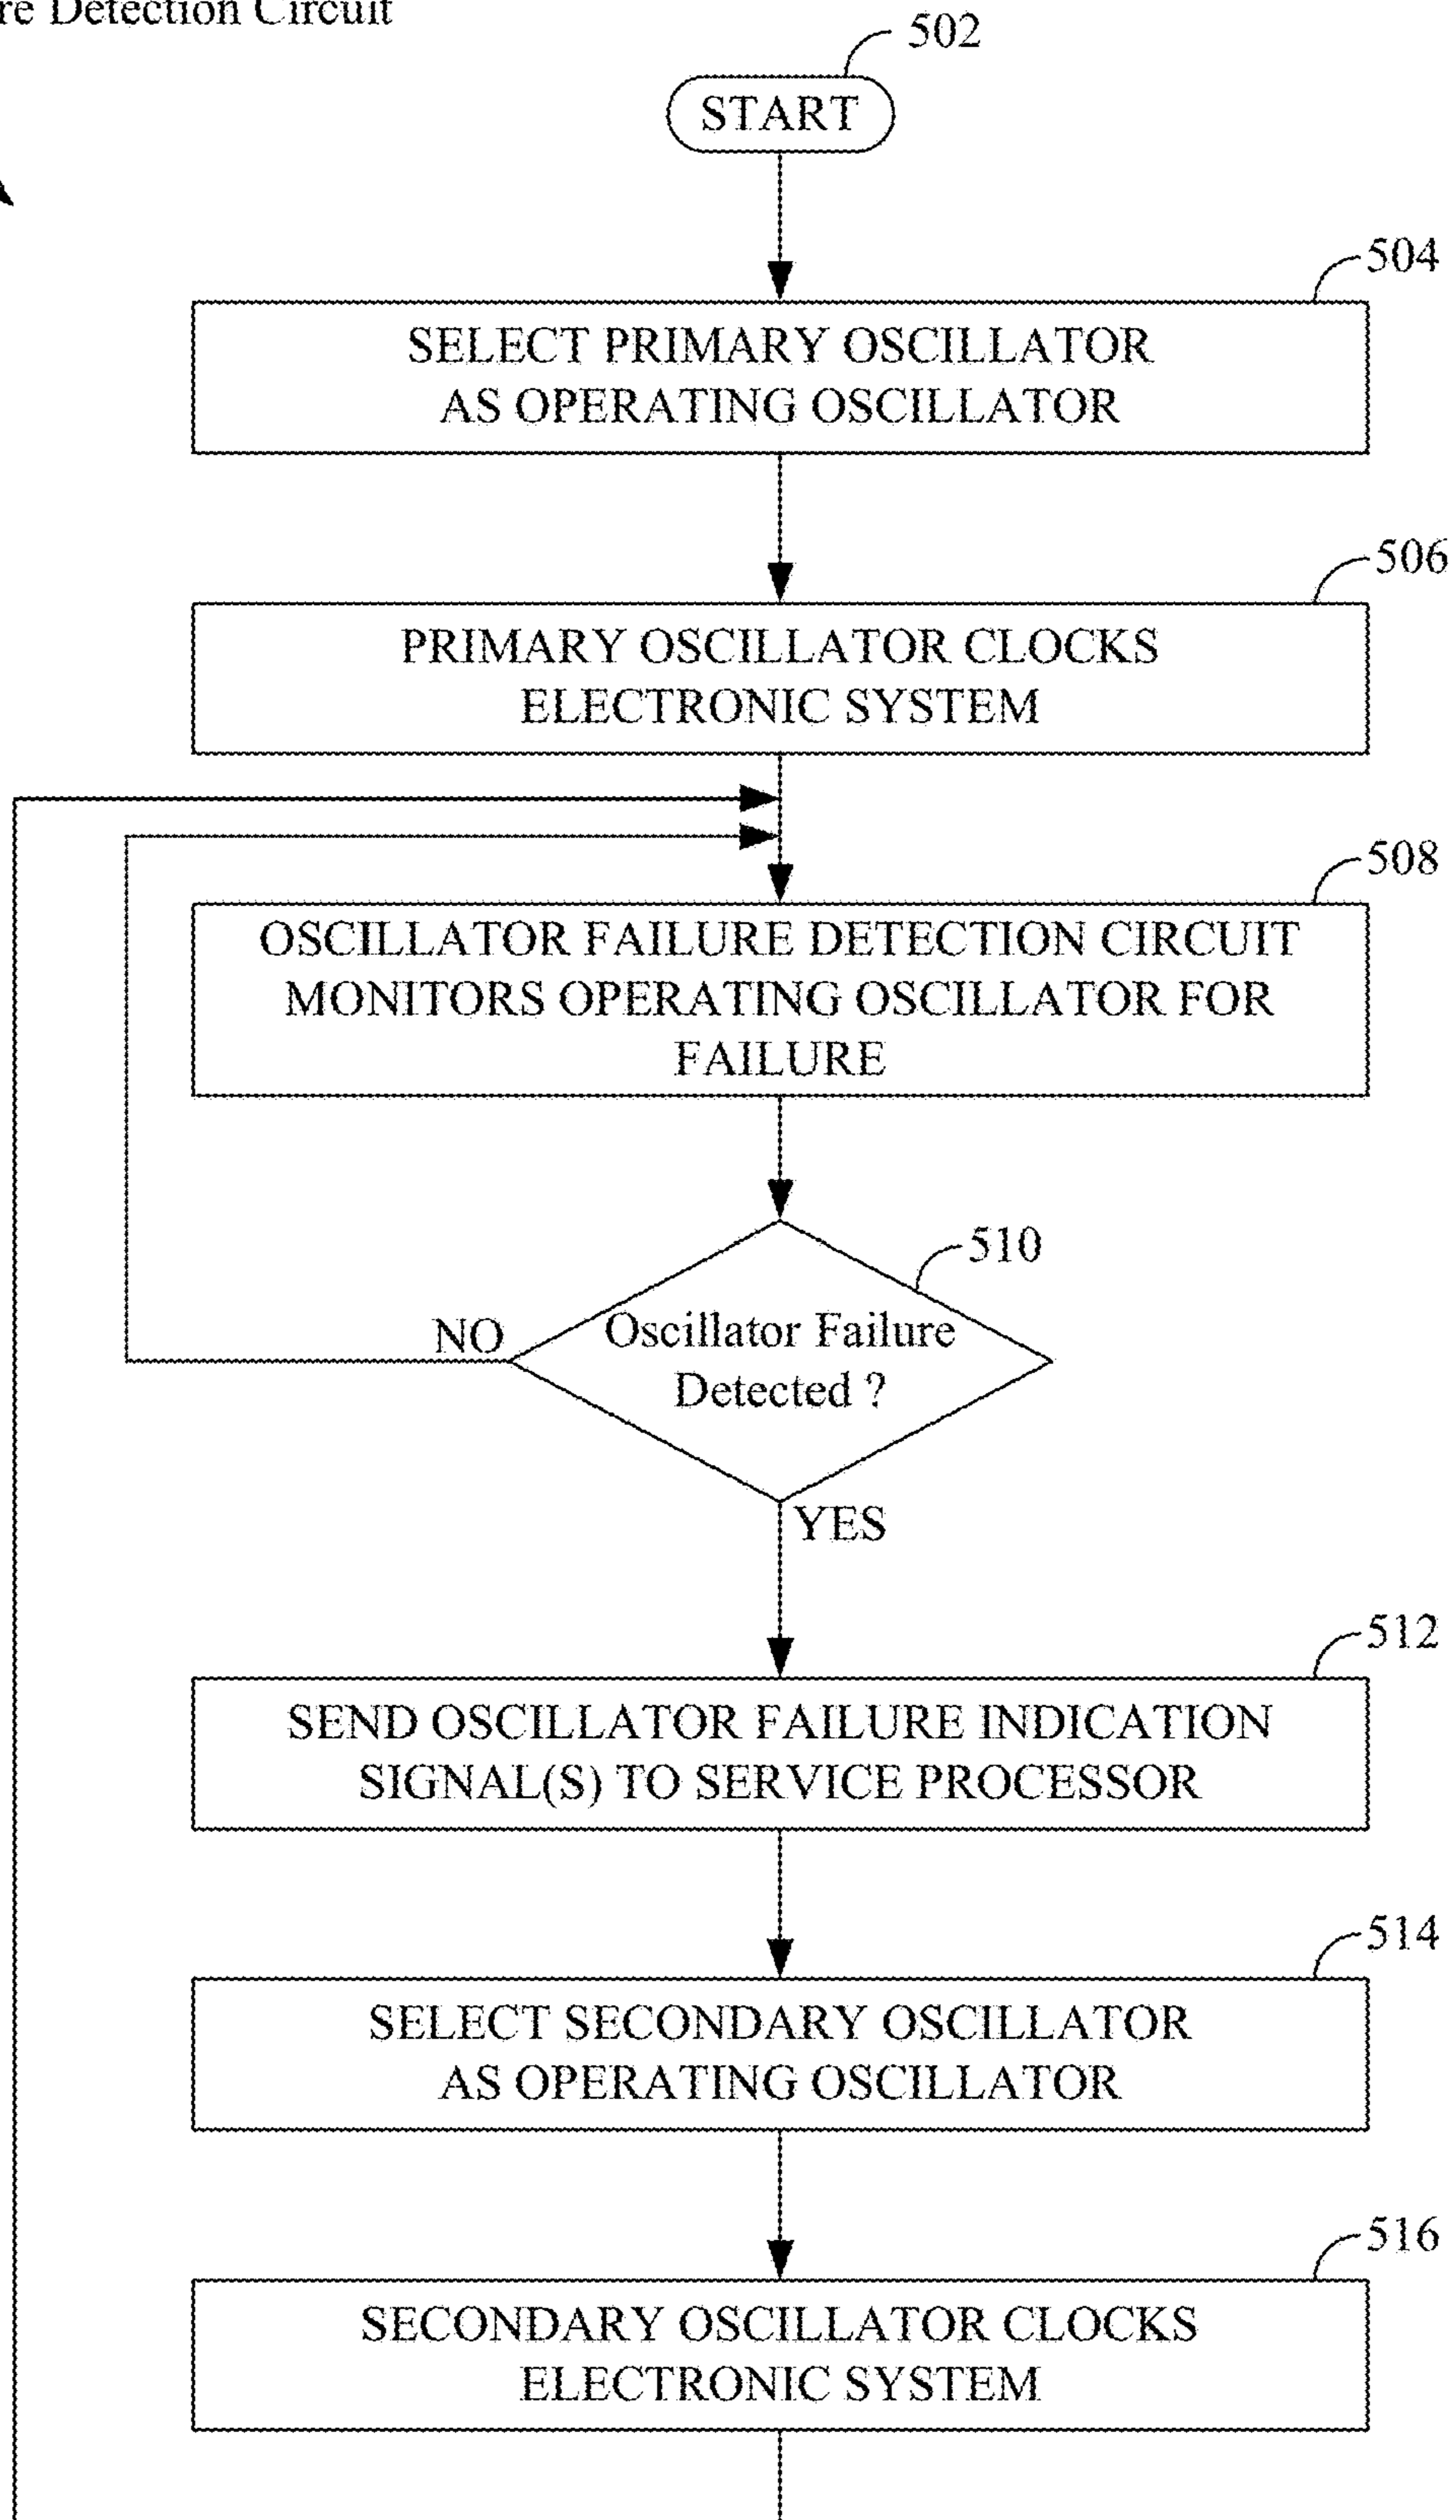 Detection Circuit
502
START
504
SELECT PRIMARY OSCILLATOR
AS OPERATING OSCILLATOR
506
PRIMARY OSCILLATOR CLOCKS
ELECTRONIC SYSTEM
508
OSCILLATOR FAILURE DETECTION CIRCUIT
MONITORS OPERATING OSCILLATOR FOR
FAILURE
510
NO
Oscillator Failure
Detected ?
YES
512
SEND OSCILLATOR FAILURE INDICATION
SIGNAL(S) TO SERVICE PROCESSOR
514
SELECT SECONDARY OSCILLATOR
AS OPERATING OSCILLATOR
516
SECONDARY OSCILLATOR CLOCKS
ELECTRONIC SYSTEM